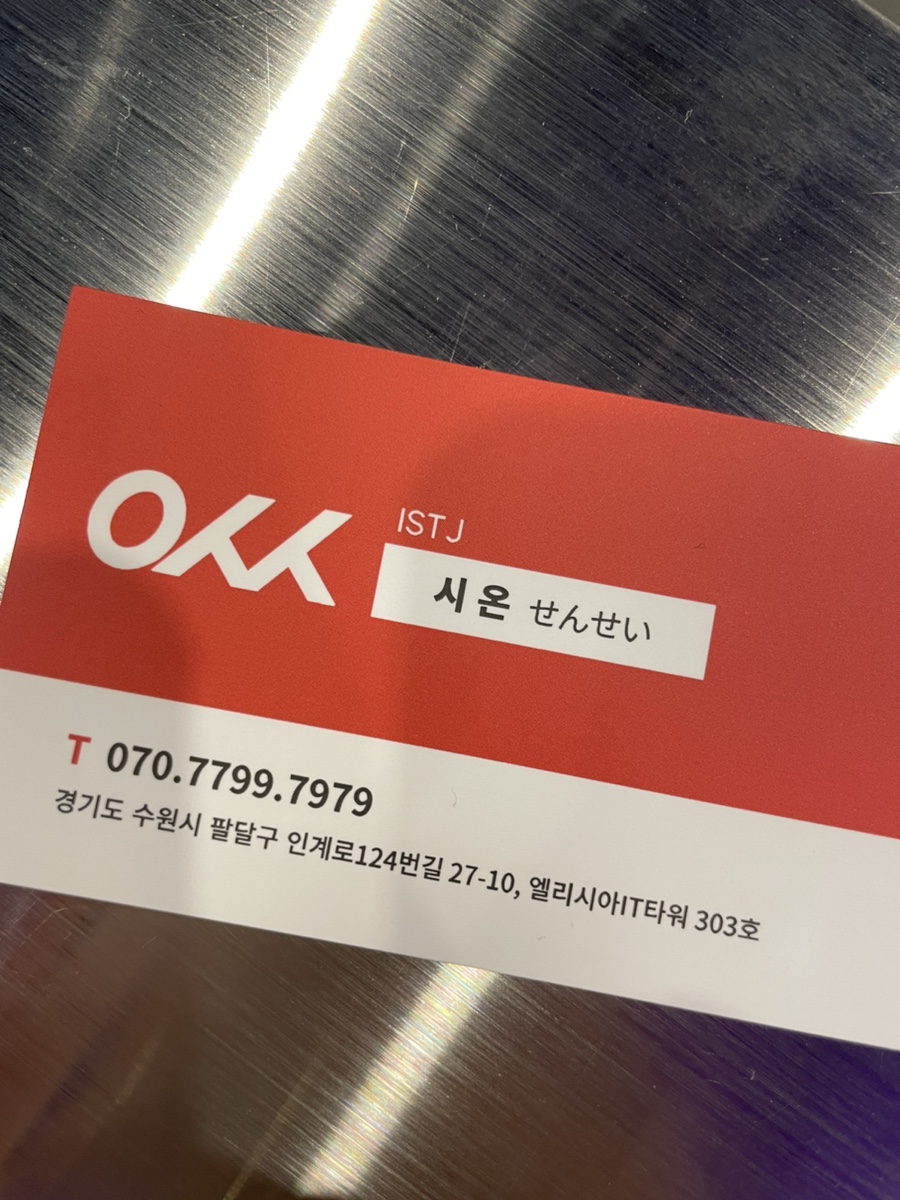 OKK
ISTJ
시온 せんせい
T 070.7799.7979
경기도 수원시 팔달구 인계로124번길 27-10, 엘리시아IT타워 303호